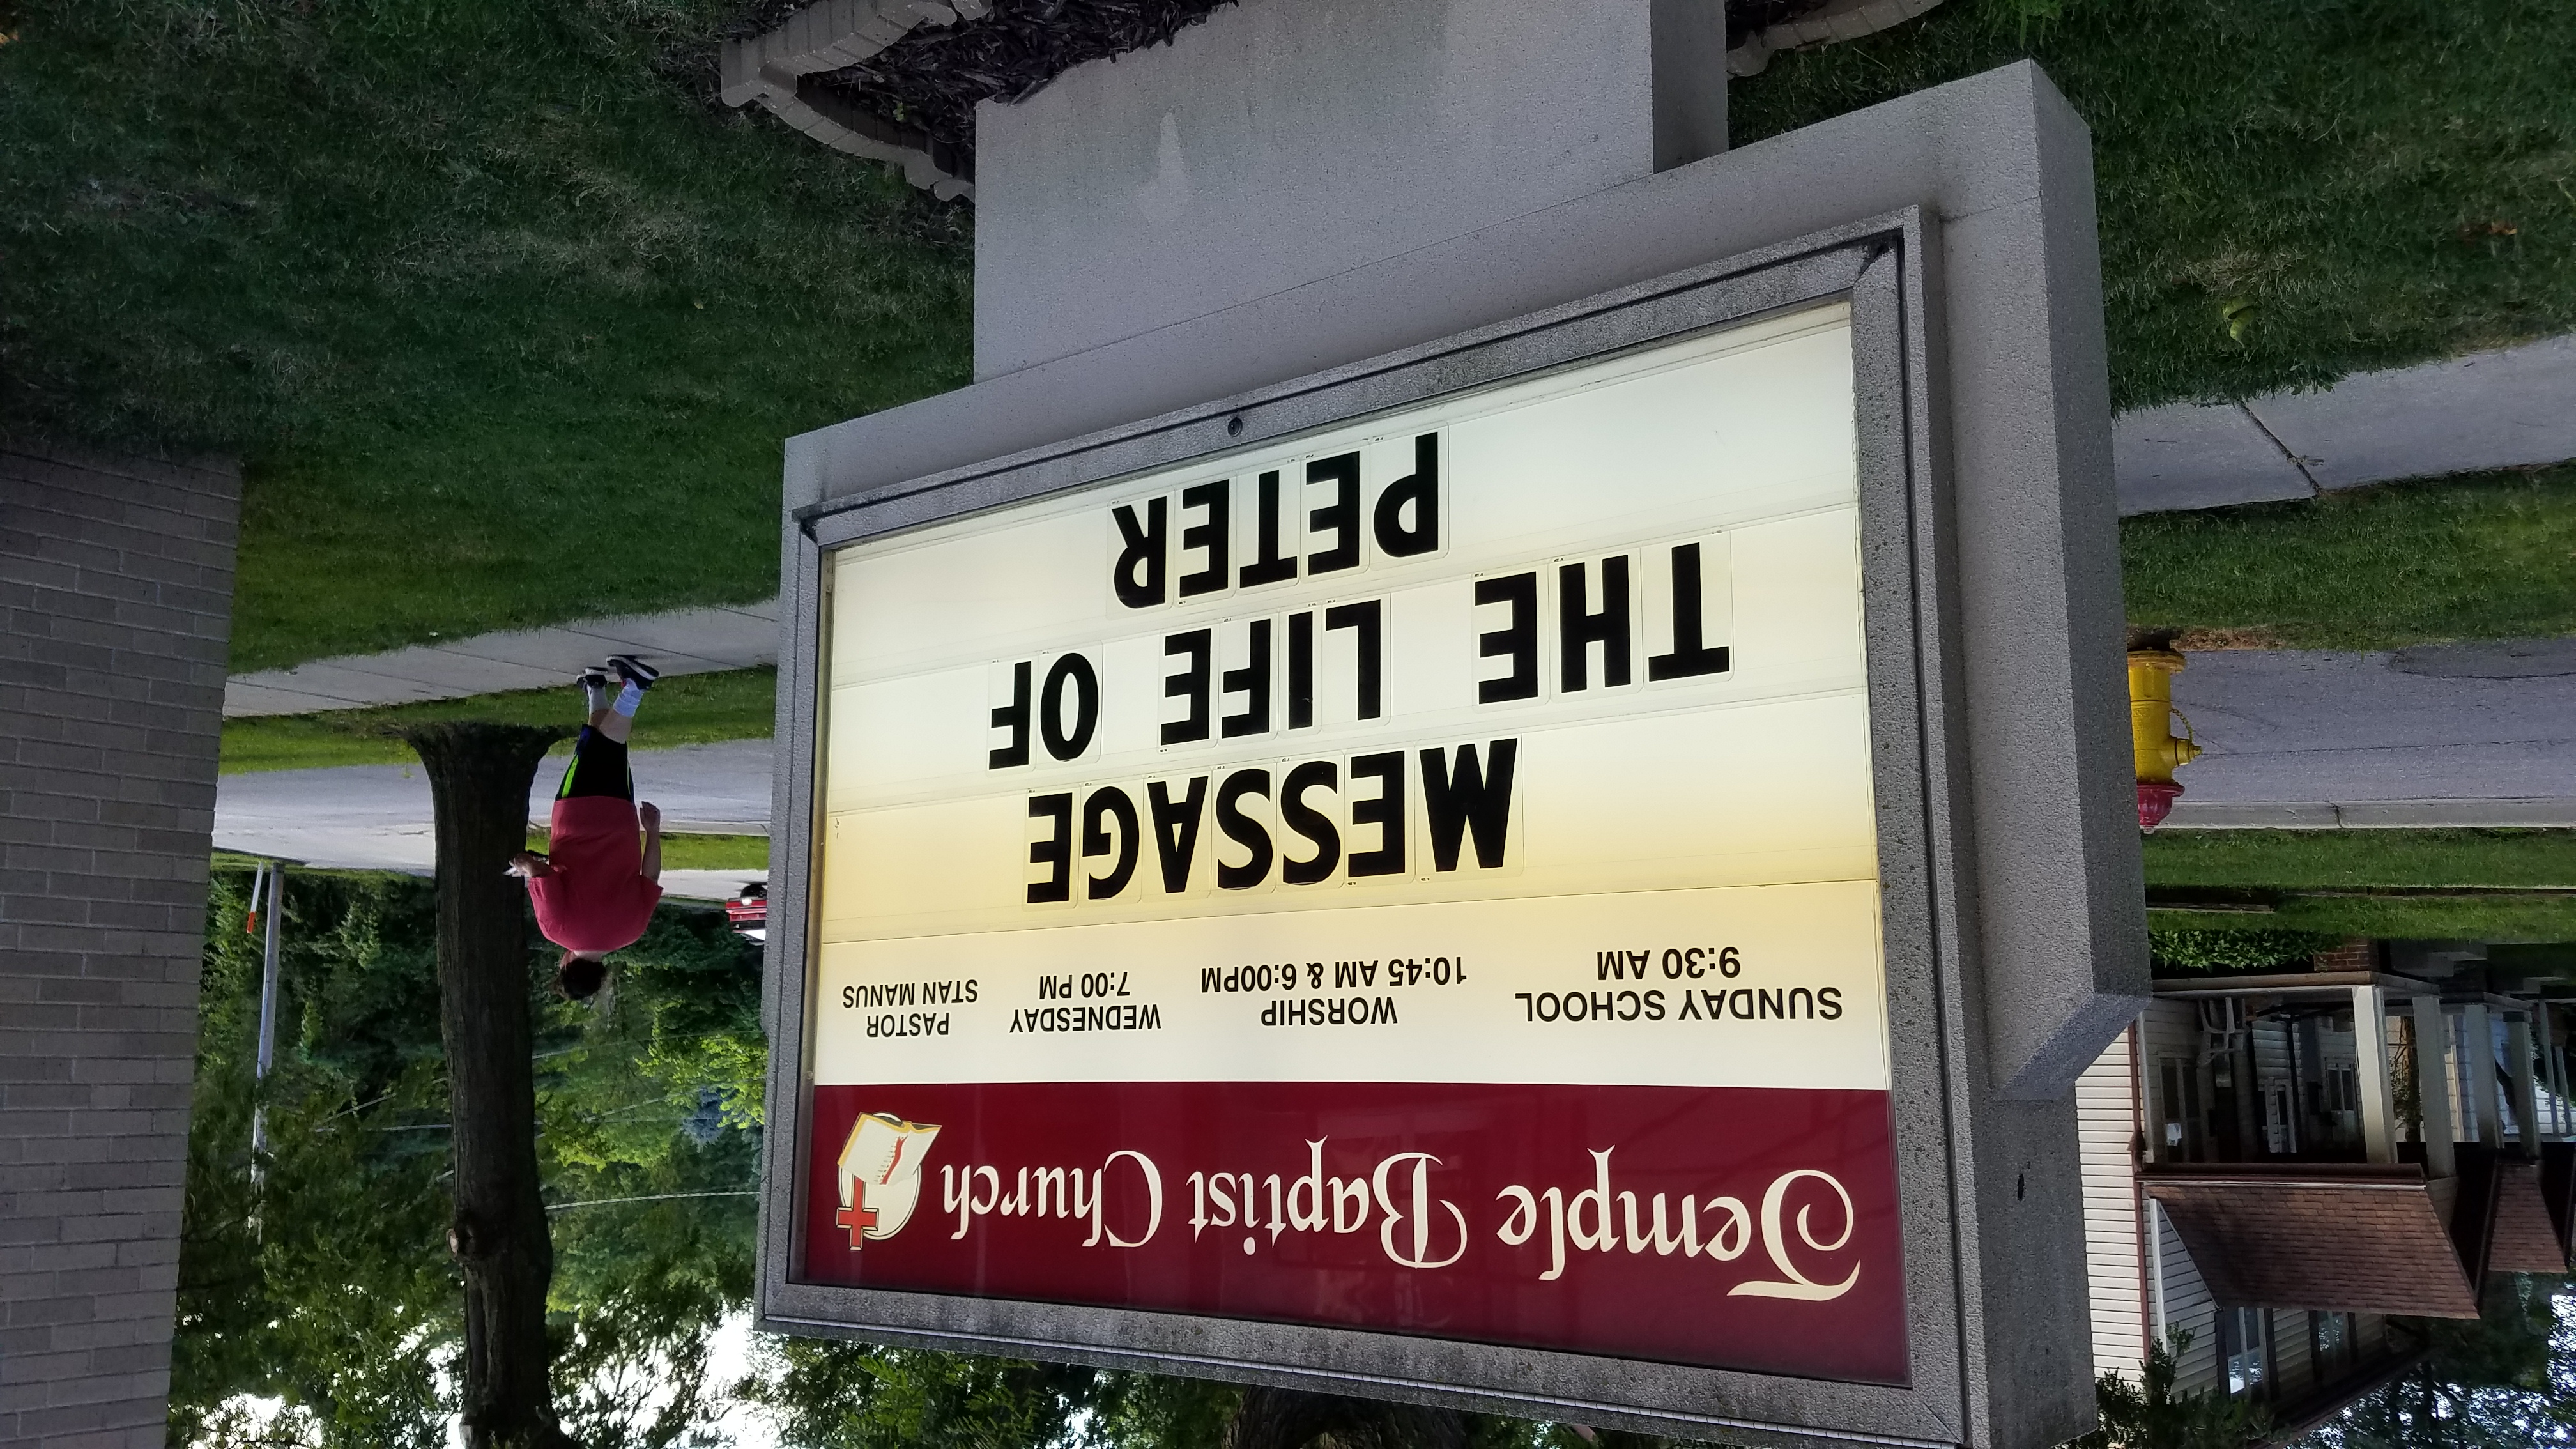 Temple Baptist Church
SUNDAY SCHOOL
9:30 AM
WORSHIP
10:45 AM & 6:00PM
WEDNESDAY
7:00 PM
PASTOR
STAN MANUS
MESSAGE
THE LIFE OF
PETER